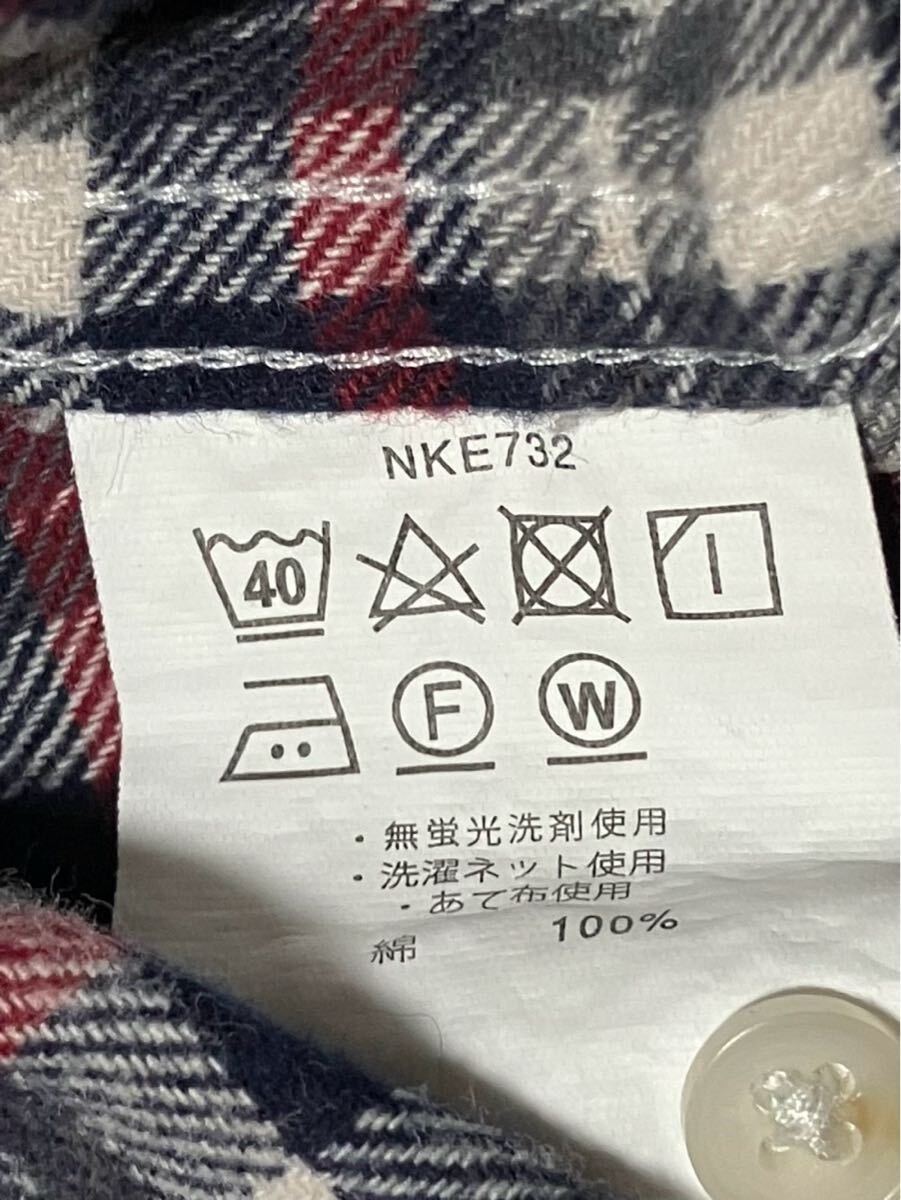 NKE732
40
F W
・無蛍光洗剤使用
・洗濯ネット使用
・あて布使用
綿 100%